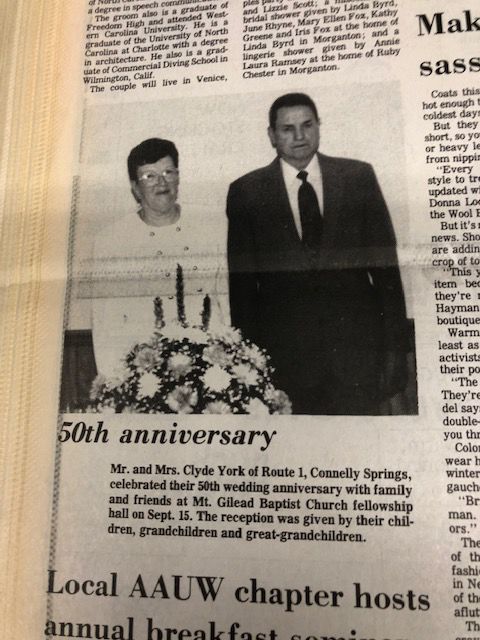 e of degree in speech communication
of North
The groom also is a graduate of
Freedom High and attended West-
ern Carolina University. He is a
graduate of the University of North
Carolina at Charlotte with a degree
in architecture. He also is a grad-
uate of Commercial Diving School in
Wilmington, Calif.
The couple will live in Venice,
ples party
and Lizzie Scott;
bridal shower given by Linda Byrd,
June Rhyne, Mary Ellen Fox, Kathy
Greene and Iris Fox at the home of
Linda Byrd in Morganton; and a
lingerie shower given by Annie
Laura Ramsey at the home of Ruby
Chester in Morganton.
50th anniversary
Mr. and Mrs. Clyde York of Route 1, Connelly Springs,
celebrated their 50th wedding anniversary with family
and friends at Mt. Gilead Baptist Church fellowship
hall on Sept. 15. The reception was given by their chil-
dren, grandchildren and great-grandchildren.
Local AAUW chapter hosts
annual breakfast
Mak
sass
Coats this
hot enough t
coldest days
But they
short, so yo
or heavy le
from nippin
"Every
style to tre
updated wi
Donna Loc
the Wool B
But it's n
news. Sho
are addin
crop of to
"This y
item bec
they're r
Hayman
boutique
Warm
least as
activists
their po
"The
They're
del says
double-
you thr
Color
wear h
winter
gauch
"Br
man.
ors."
The
of th
fashi
in Ne
of the
aflut
Th